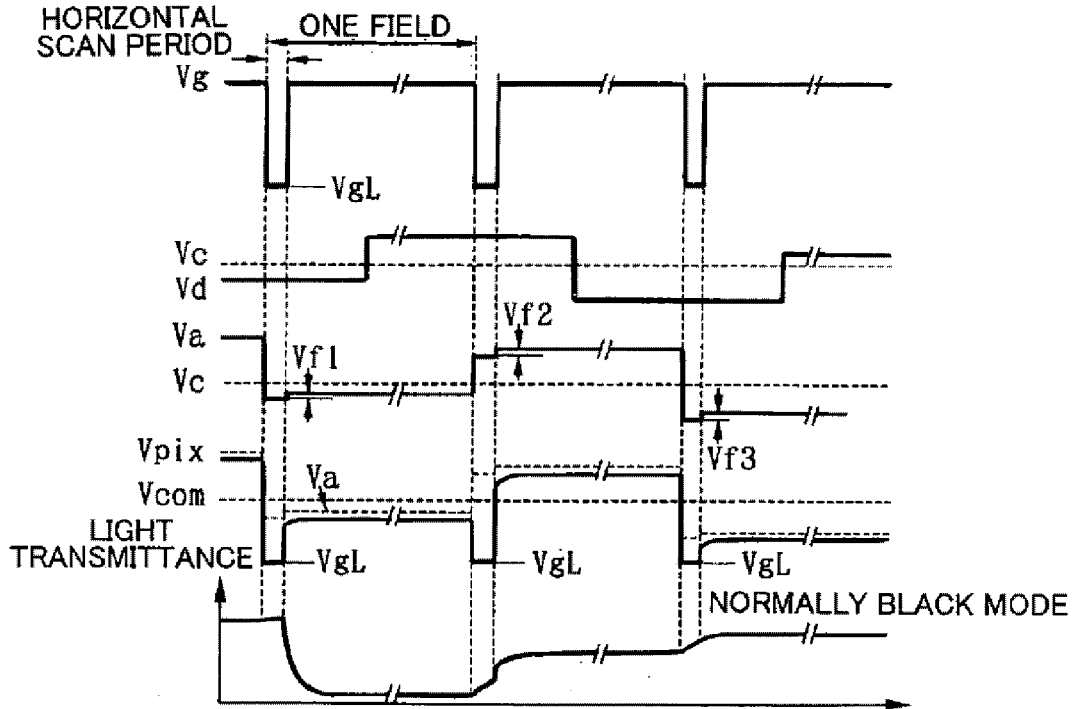 HORIZONTAL
SCAN PERIOD
ONE FIELD
Vg
VgL
Vc
Vd
Vf2
Va
Vf1
Vc
Vf3
Vpix
Va
Vcom
LIGHT
TRANSMITTANCE
VgL
VgL
VgL
NORMALLY BLACK MODE